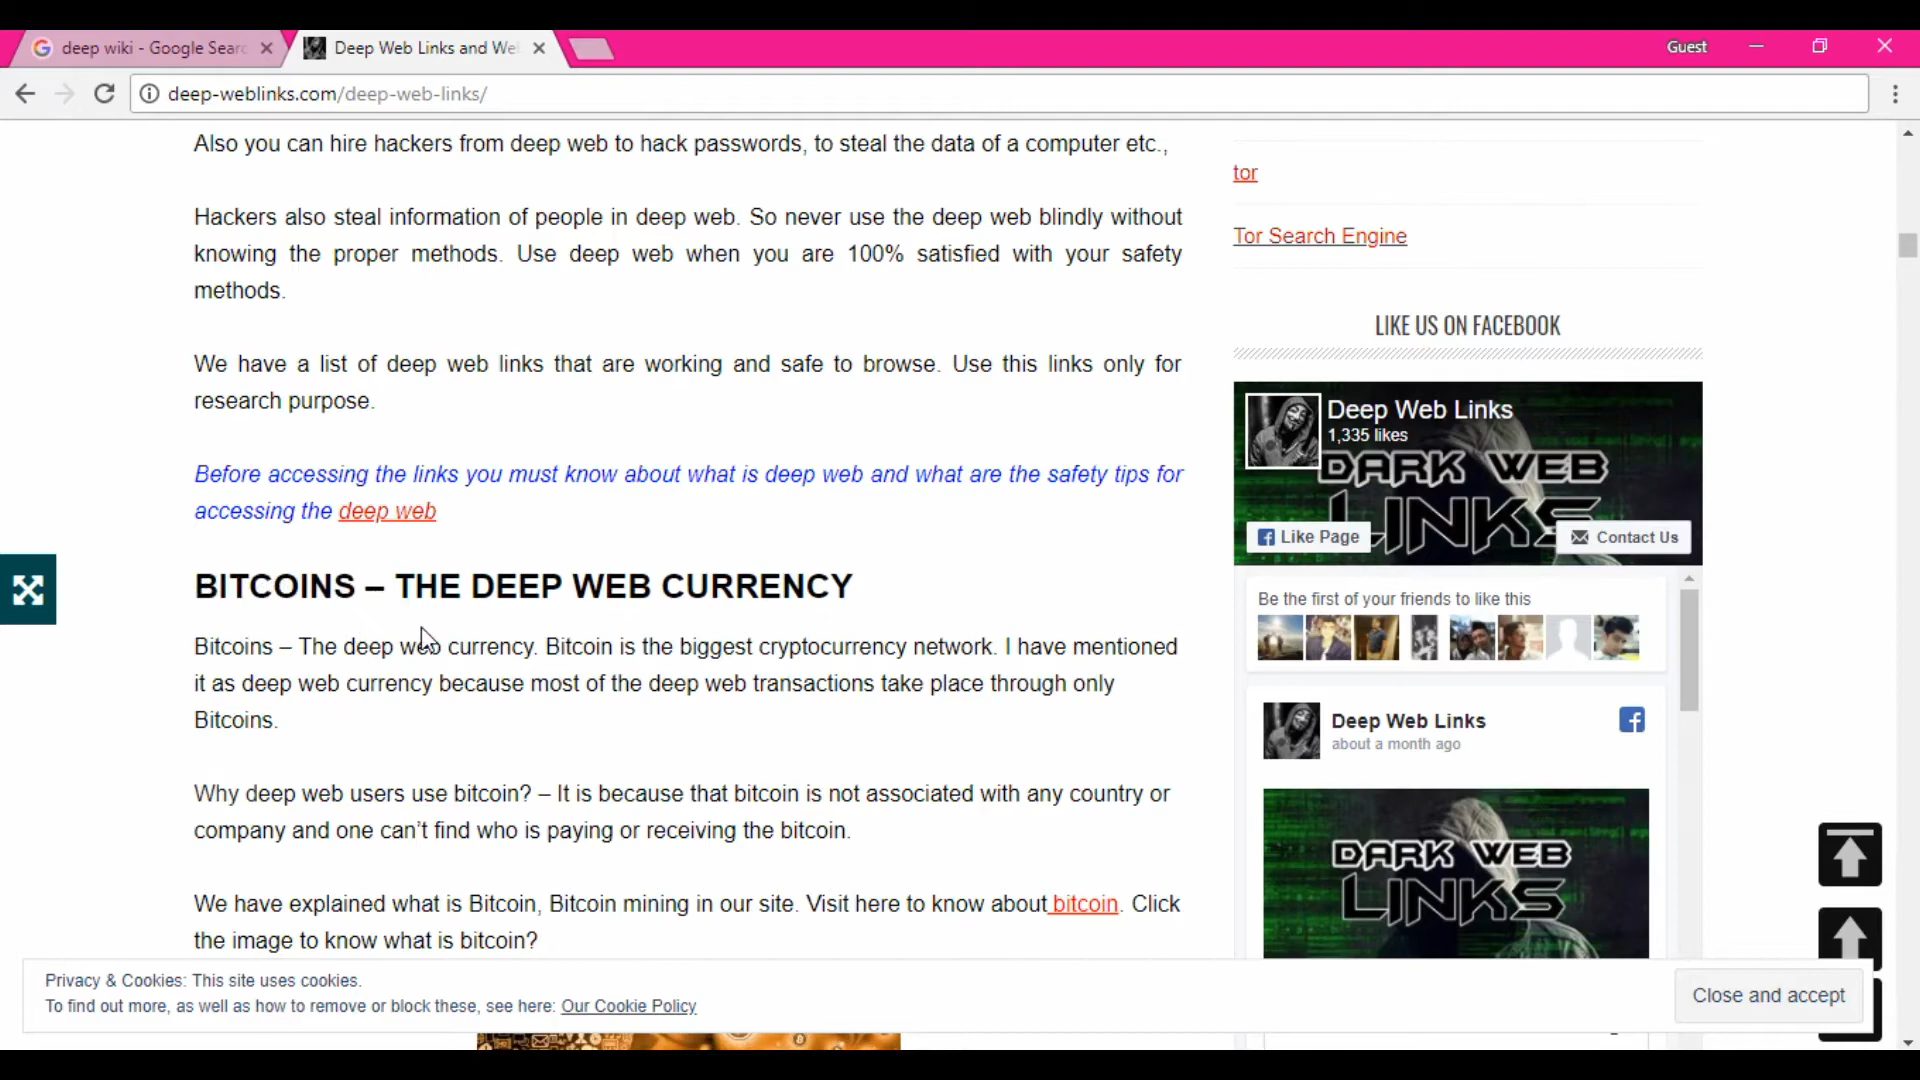 deep wiki - Google Sear
Deep Web Links and We
Guest
deep-weblinks.com/deep-web-links/
Also you can hire hackers from deep web to hack passwords, to steal the data of a computer etc.,
Hackers also steal information of people in deep web. So never use the deep web blindly without
knowing the proper methods. Use deep web when you are 100% satisfied with your safety
methods.
We have a list of deep web links that are working and safe to browse. Use this links only for
research purpose.
Before accessing the links you must know about what is deep web and what are the safety tips for
accessing the deep web
BITCOINS – THE DEEP WEB CURRENCY
Bitcoins – The deep web currency. Bitcoin is the biggest cryptocurrency network. I have mentioned
it as deep web currency because most of the deep web transactions take place through only
Bitcoins.
Why deep web users use bitcoin? – It is because that bitcoin is not associated with any country or
company and one can't find who is paying or receiving the bitcoin.
We have explained what is Bitcoin, Bitcoin mining in our site. Visit here to know about bitcoin. Click
the image to know what is bitcoin?
tor
Tor Search Engine
LIKE US ON FACEBOOK
Deep Web Links
1,335 likes
DARK WEB
LINKS
Like Page
Contact Us
Be the first of your friends to like this
Deep Web Links
about a month ago
DARK WEB
LINKS
Privacy & Cookies: This site uses cookies.
To find out more, as well as how to remove or block these, see here: Our Cookie Policy
Close and accept